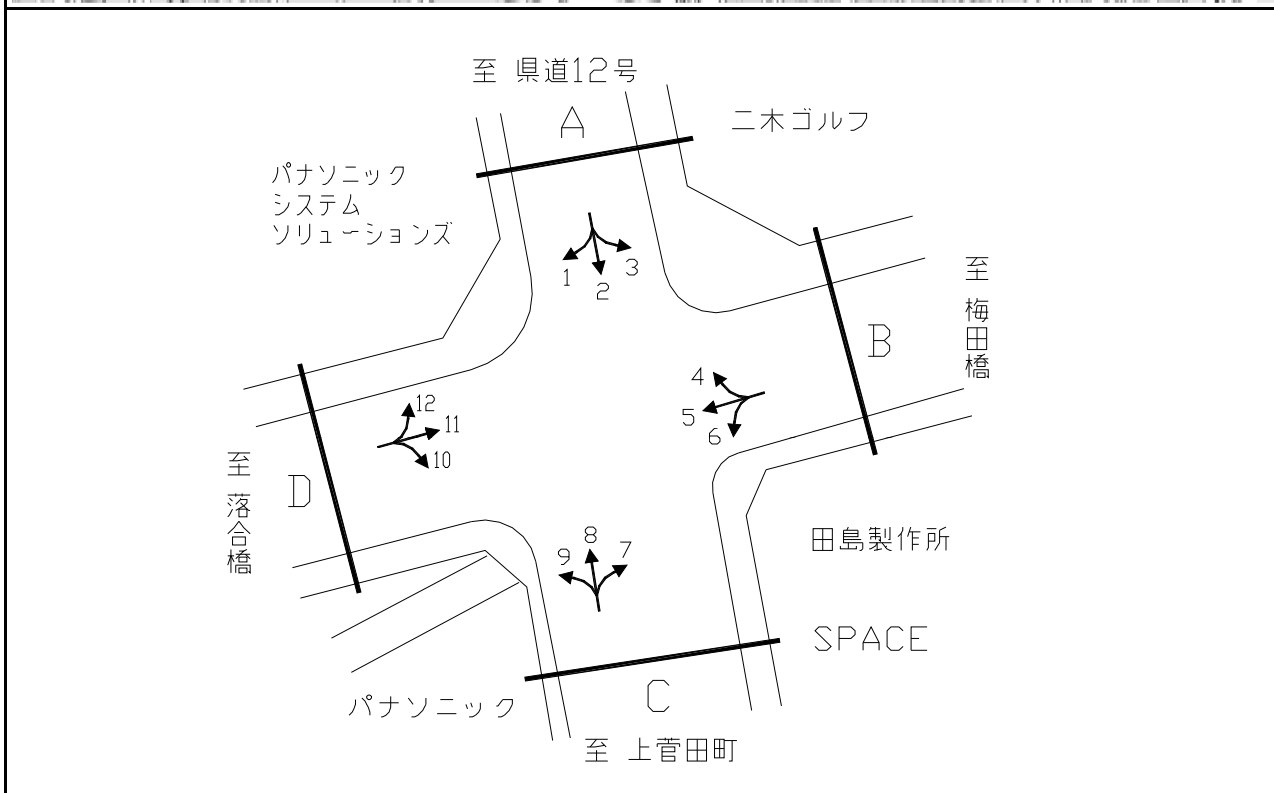 至 県道12号
A
二木ゴルフ
パナソニック
システム
ソリューションズ
3
1
2
至 梅田橋
B
4
5
6
12
11
10
至 落合橋
D
田島製作所
8
9
7
SPACE
パナソニック
C
至 上菅田町